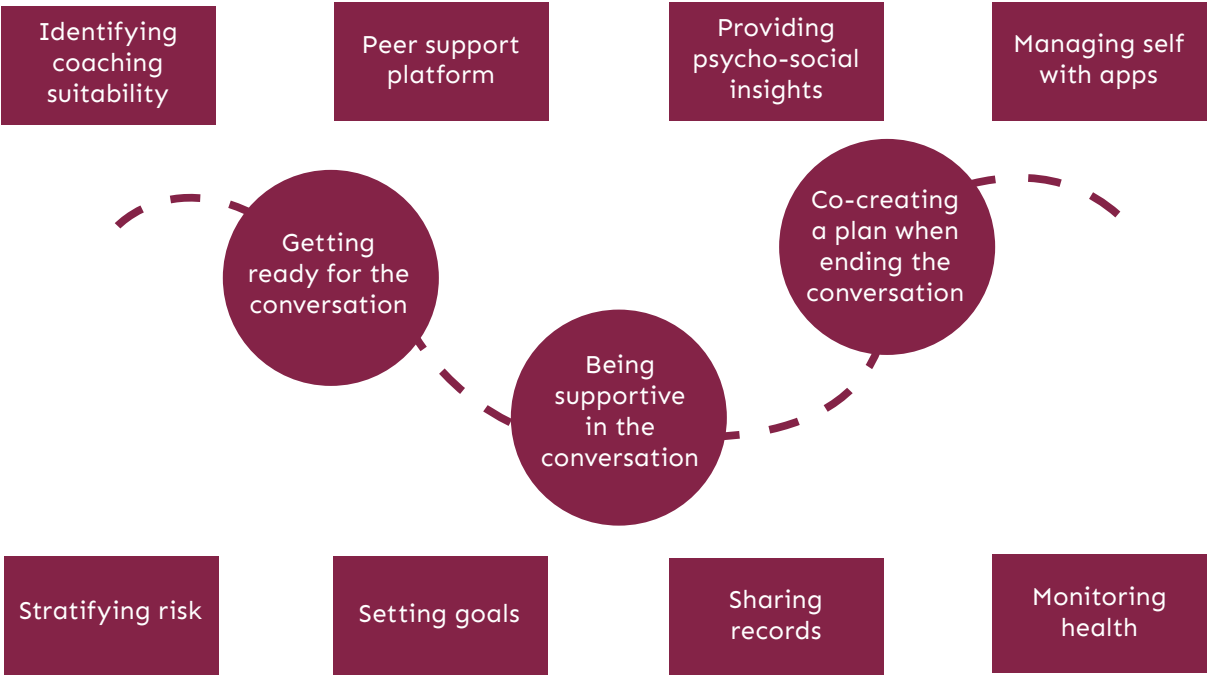 Identifying
coaching
suitability
Peer support
platform
Providing
psycho-social
insights
Managing self
with apps
Getting
ready for the
conversation
Being
supportive
in the
conversation
Co-creating
a plan when
ending the
conversation
Stratifying risk
Setting goals
Sharing
records
Monitoring
health